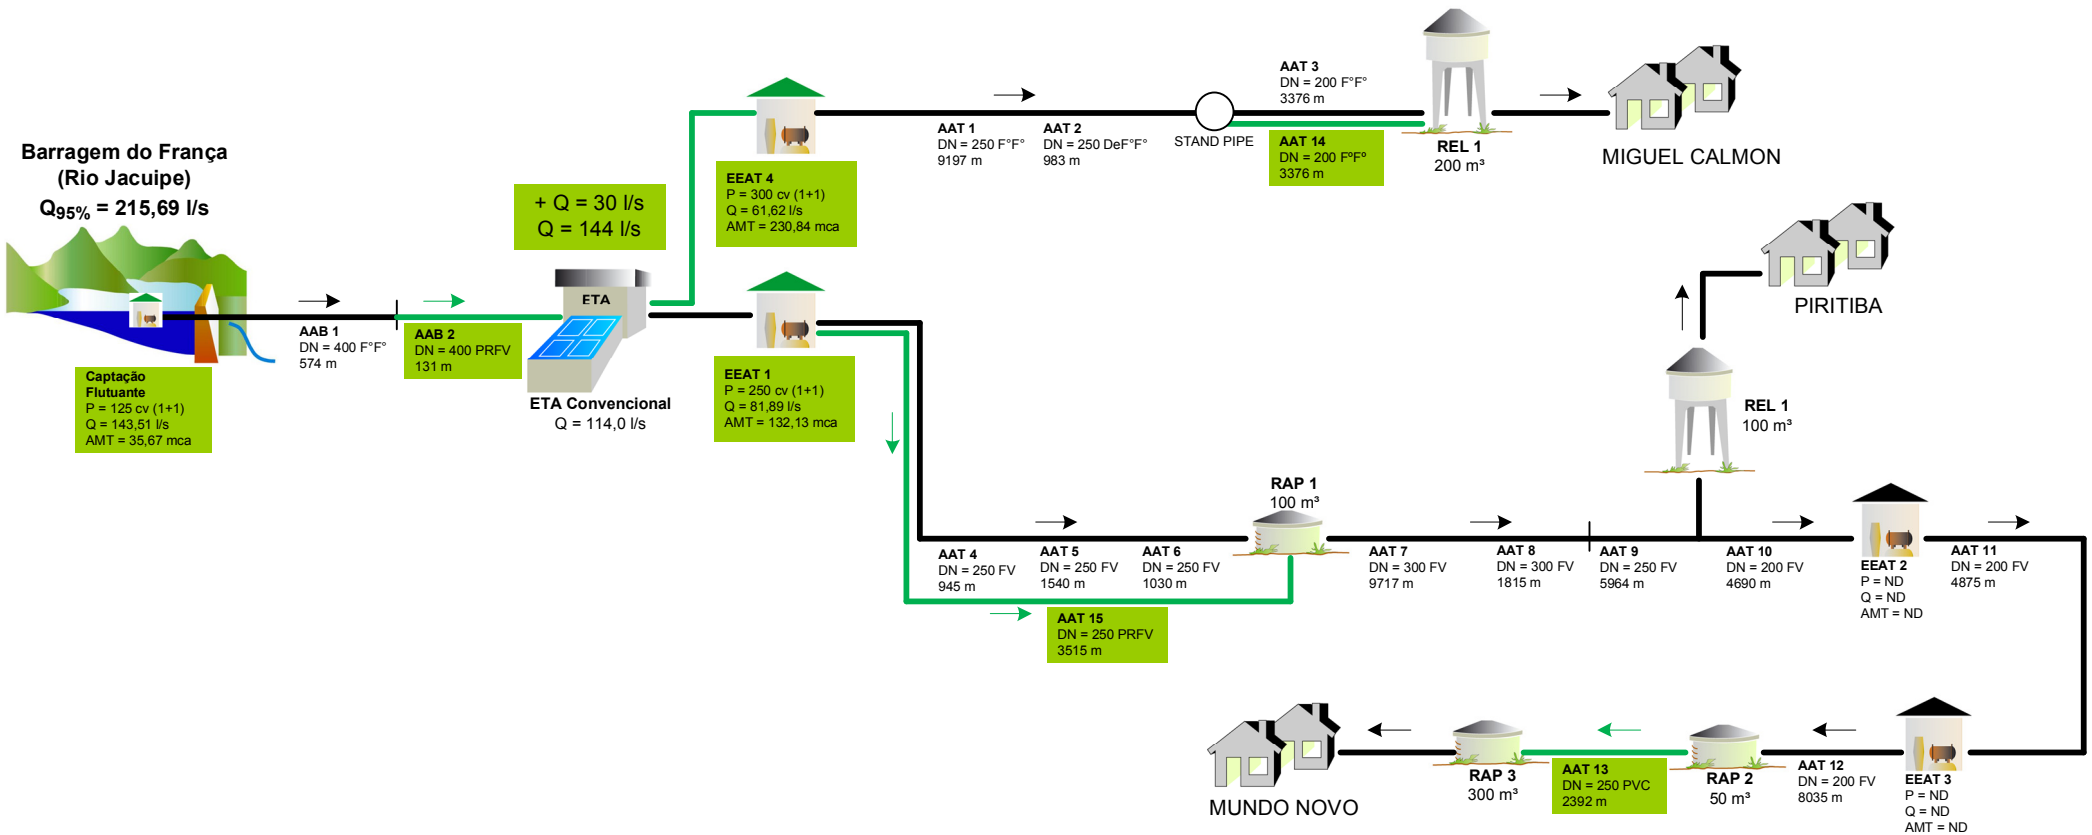 Barragem do França
(Rio Jacuipe)
Q95% = 215,69 l/s
Captação
Flutuante
P = 125 cv (1+1)
Q = 143,51 l/s
AMT = 35,67 mca
AAB 1
DN = 400 F°F°
574 m
AAB 2
DN = 400 PRFV
131 m
+ Q = 30 l/s
Q = 144 l/s
ETA
ETA Convencional
Q = 114,0 l/s
EEAT 4
P = 300 cv (1+1)
Q = 61,62 l/s
AMT = 230,84 mca
EEAT 1
P = 250 cv (1+1)
Q = 81,89 l/s
AMT = 132,13 mca
AAT 1
DN = 250 F°F°
9197 m
AAT 2
DN = 250 DeF°F°
983 m
STAND PIPE
AAT 3
DN = 200 F°F°
3376 m
AAT 14
DN = 200 FºFº
3376 m
REL 1
200 m³
MIGUEL CALMON
PIRITIBA
REL 1
100 m³
AAT 4
DN = 250 FV
945 m
AAT 5
DN = 250 FV
1540 m
AAT 6
DN = 250 FV
1030 m
AAT 15
DN = 250 PRFV
3515 m
RAP 1
100 m³
AAT 7
DN = 300 FV
9717 m
AAT 8
DN = 300 FV
1815 m
AAT 9
DN = 250 FV
5964 m
AAT 10
DN = 200 FV
4690 m
EEAT 2
P = ND
Q = ND
AMT = ND
AAT 11
DN = 200 FV
4875 m
EEAT 3
P = ND
Q = ND
AMT = ND
AAT 12
DN = 200 FV
8035 m
RAP 2
50 m³
AAT 13
DN = 250 PVC
2392 m
RAP 3
300 m³
MUNDO NOVO